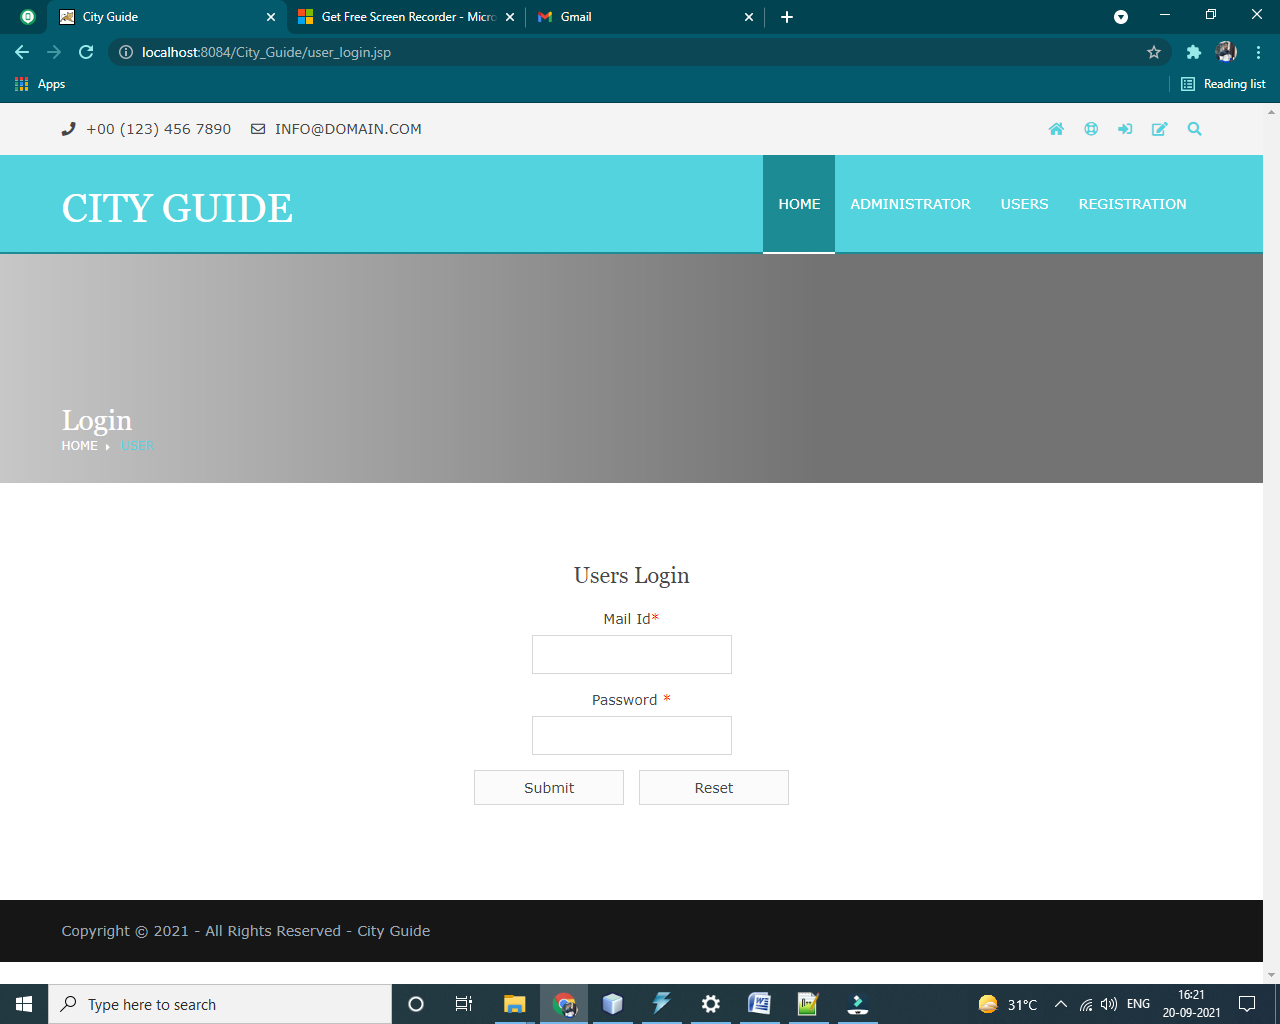 City Guide
Get Free Screen Recorder - Micro
Gmail
localhost:8084/City_Guide/user_login.jsp
Apps
Reading list
+00 (123) 456 7890
INFO@DOMAIN.COM
CITY GUIDE
HOME
ADMINISTRATOR
USERS
REGISTRATION
Login
HOME
USER
Users Login
Mail Id*
Password *
Submit
Reset
Copyright © 2021 - All Rights Reserved - City Guide
Type here to search
31°C
ENG
16:21
20-09-2021